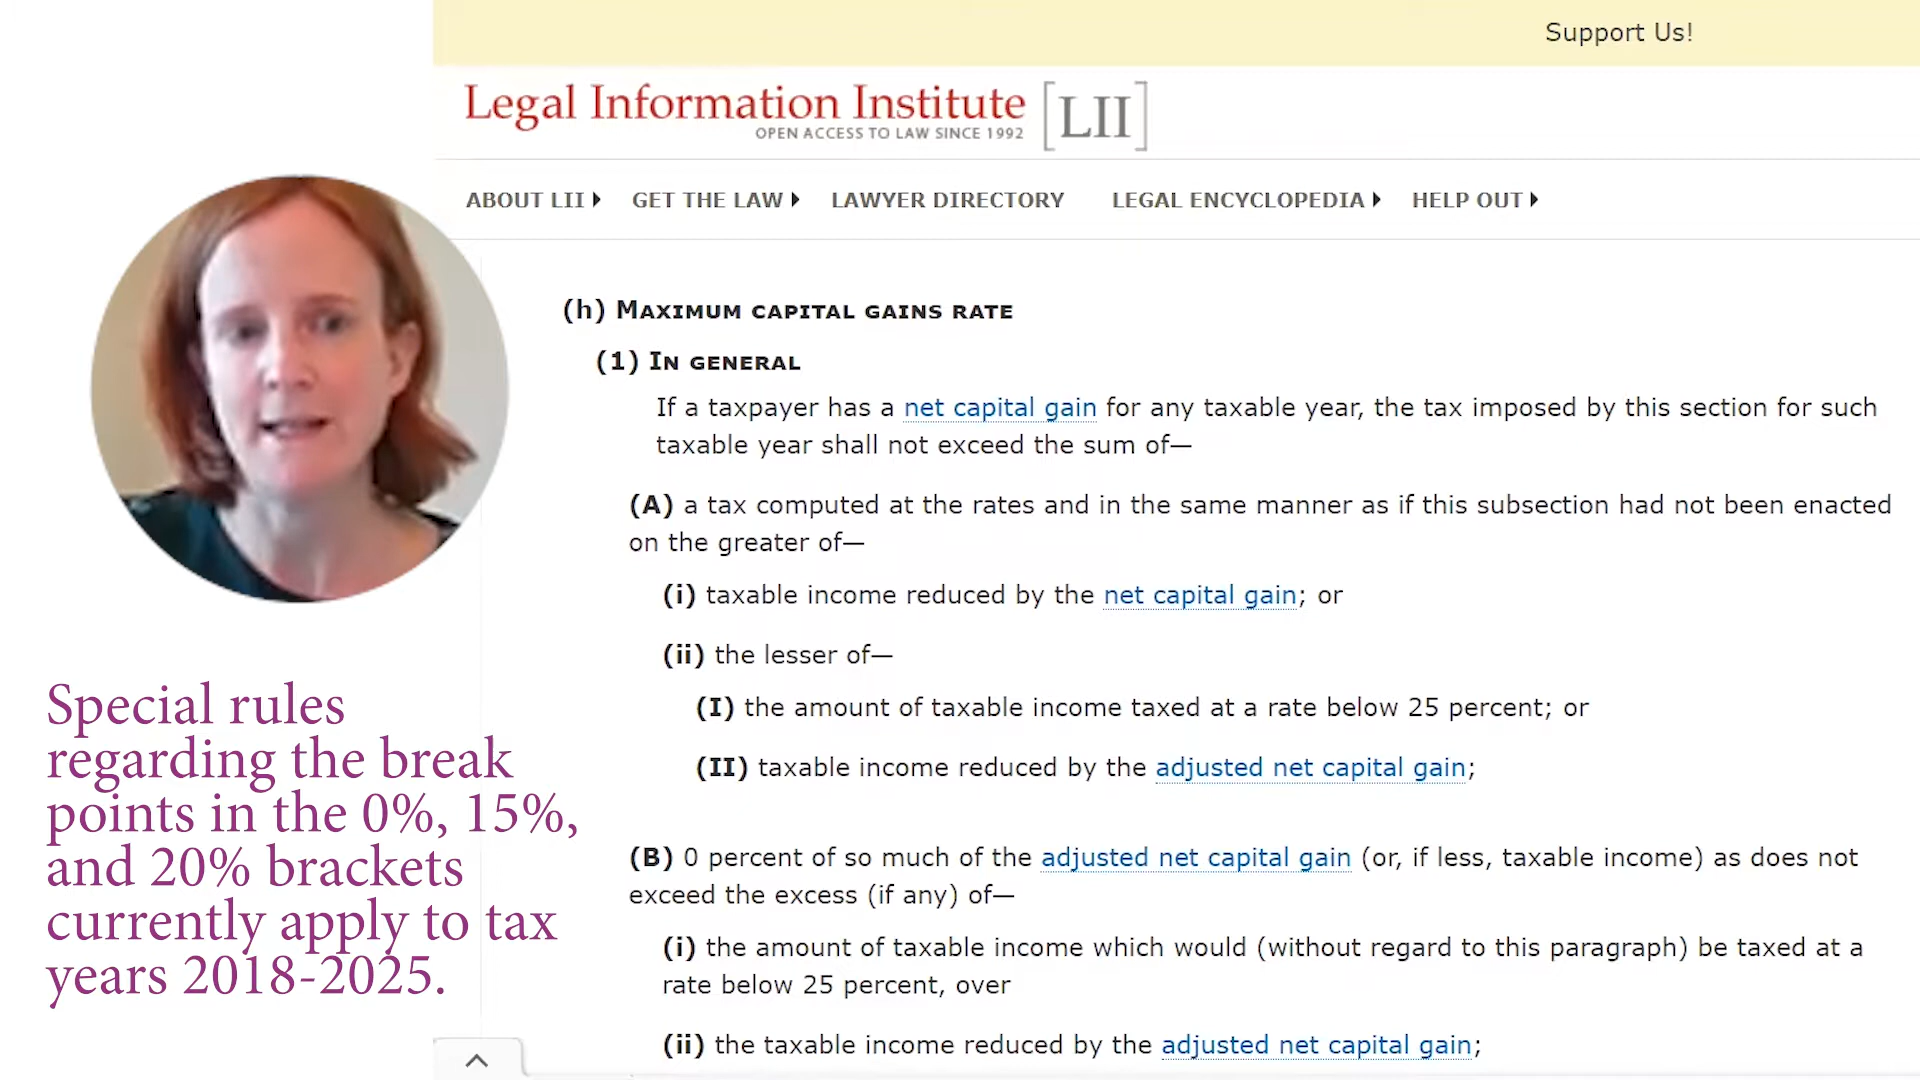 Support Us!
Legal Information Institute [LII]
OPEN ACCESS TO LAW SINCE 1992
ABOUT LII GET THE LAW LAWYER DIRECTORY LEGAL ENCYCLOPEDIA HELP OUT
(h) MAXIMUM CAPITAL GAINS RATE
(1) IN GENERAL
If a taxpayer has a net capital gain for any taxable year, the tax imposed by this section for such
taxable year shall not exceed the sum of—
(A) a tax computed at the rates and in the same manner as if this subsection had not been enacted
on the greater of—
(i) taxable income reduced by the net capital gain; or
(ii) the lesser of—
(I) the amount of taxable income taxed at a rate below 25 percent; or
(II) taxable income reduced by the adjusted net capital gain;
(B) 0 percent of so much of the adjusted net capital gain (or, if less, taxable income) as does not
exceed the excess (if any) of—
(i) the amount of taxable income which would (without regard to this paragraph) be taxed at a
rate below 25 percent, over
(ii) the taxable income reduced by the adjusted net capital gain;
Special rules
regarding the break
points in the 0%, 15%,
and 20% brackets
currently apply to tax
years 2018-2025.